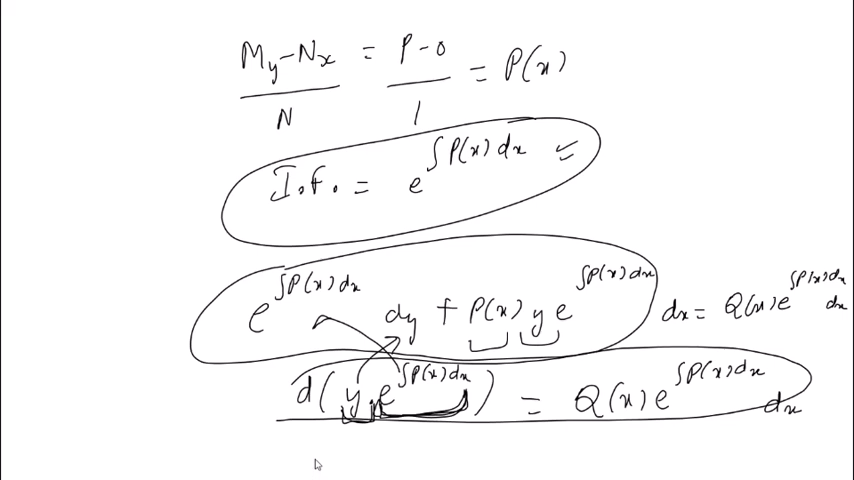 (M_y - N_x)/N = (P - 0)/1 = P(x)
I.F. = e^{∫P(x) dx}
e^{∫P(x) dx} dy + P(x) y e^{∫P(x) dx} dx = Q(x) e^{∫P(x) dx} dx
d(y e^{∫P(x) dx}) = Q(x) e^{∫P(x) dx} dx